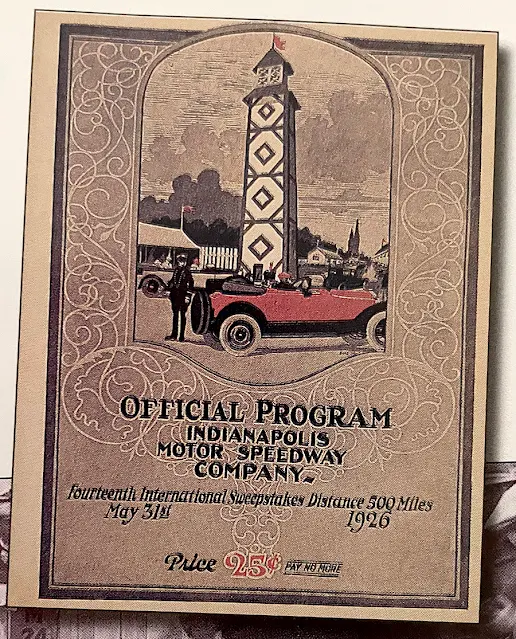 OFFICIAL PROGRAM
INDIANAPOLIS
MOTOR SPEEDWAY
COMPANY
Fourteenth International Sweepstakes Distance 500 Miles
May 31st 1926
Price 25¢ PAY NO MORE
24